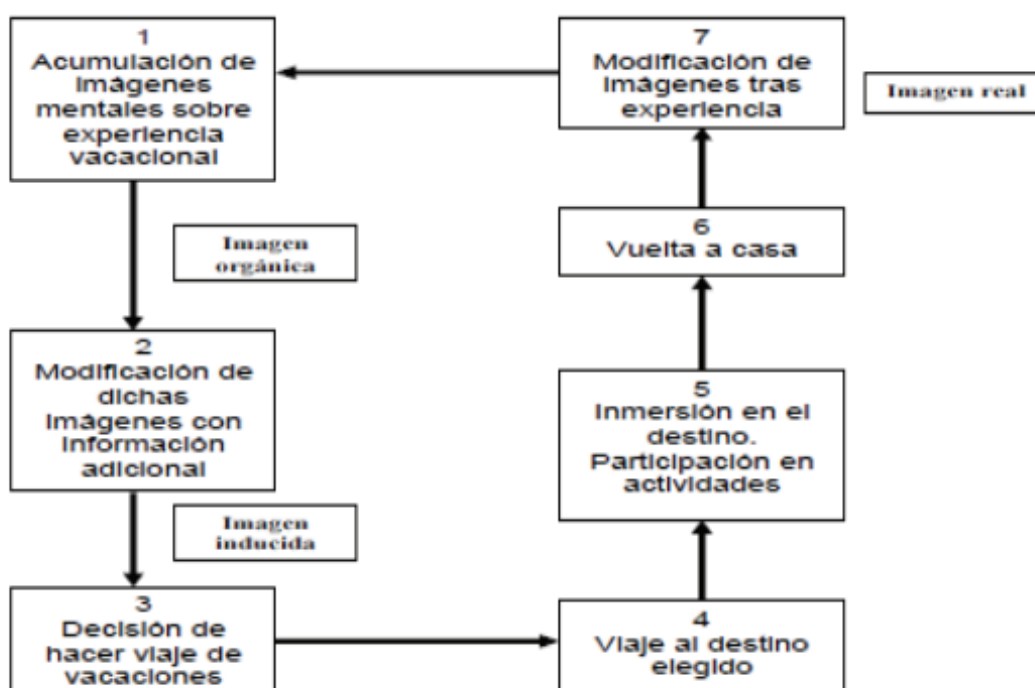 1
Acumulación de
imágenes
mentales sobre
experiencia
vacacional
Imagen
orgánica
2
Modificación de
dichas
imágenes con
información
adicional
Imagen
inducida
3
Decisión de
hacer viaje de
vacaciones
4
Viaje al destino
elegido
5
Inmersión en el
destino.
Participación en
actividades
6
Vuelta a casa
7
Modificación de
imágenes tras
experiencia
Imagen real